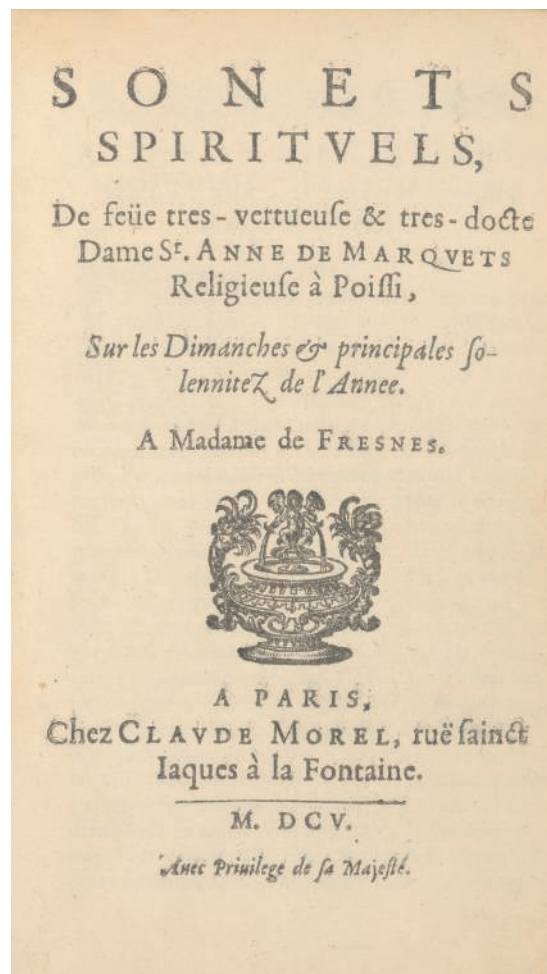 SONETS
SPIRITVELS,
De feüe tres-vertueuſe & tres-docte
Dame Sr. ANNE DE MARQVETS
Religieuſe à Poiſſi,
Sur les Dimanches & principales ſo-
lennitez de l'Annee.
A Madame de FRESNES.
A PARIS,
Chez CLAVDE MOREL, ruë ſainct
Iaques à la Fontaine.
M. DCV.
Auec Priuilege de ſa Majeſté.